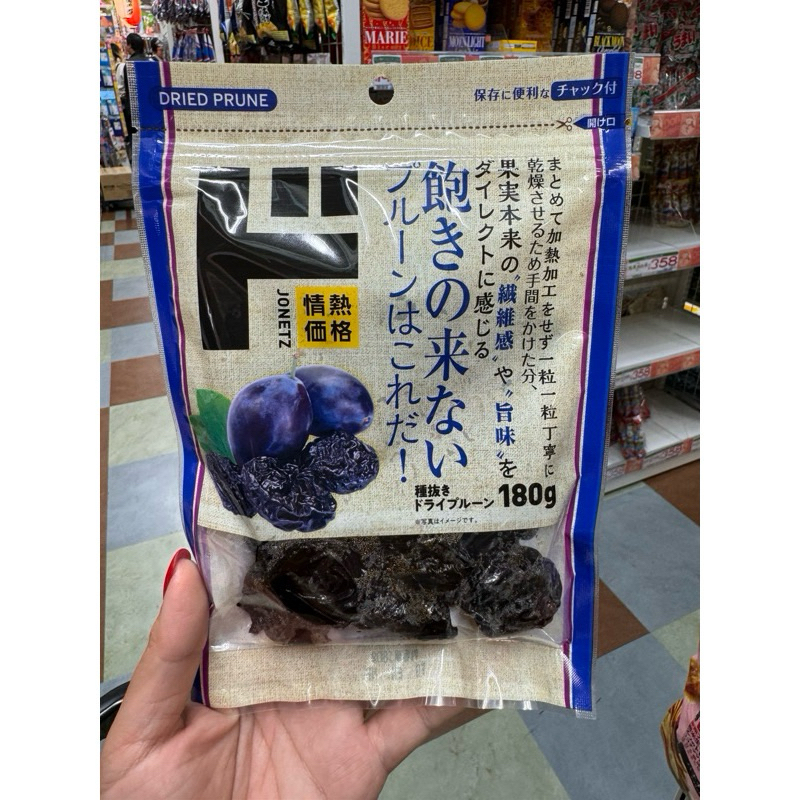 MARIE
MOONLIGHT
DRIED PRUNE
保存に便利な チャック付
開け口
まとめて加熱加工をせず一粒一粒丁寧に
乾燥させるため手間をかけた分、
果実本来の"繊維感"や"旨味"を
ダイレクトに感じる
飽きの来ない
プルーンはこれだ！
ド
JONETZ
情熱
価格
種抜き
ドライプルーン 180g
※写真はイメージです。
358